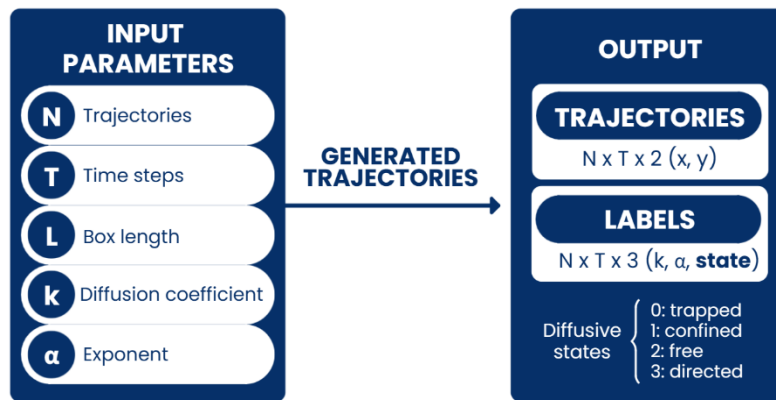 INPUT
PARAMETERS
N Trajectories
T Time steps
L Box length
k Diffusion coefficient
α Exponent
GENERATED
TRAJECTORIES
OUTPUT
TRAJECTORIES
N x T x 2 (x, y)
LABELS
N x T x 3 (k, α, state)
Diffusive
states
0: trapped
1: confined
2: free
3: directed